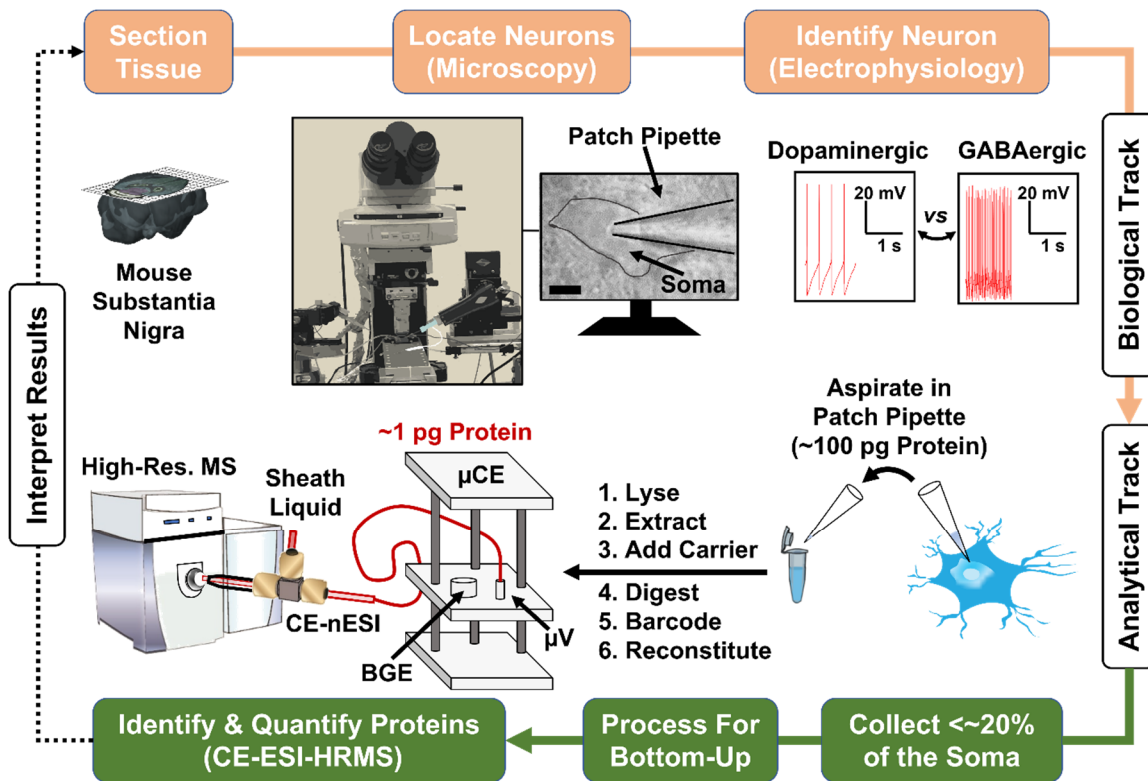 Section
Tissue
Locate Neurons
(Microscopy)
Identify Neuron
(Electrophysiology)
Biological Track
Mouse
Substantia
Nigra
Patch Pipette
Soma
Dopaminergic
20 mV
1 s
vs
GABAergic
20 mV
1 s
Interpret Results
Analytical Track
Aspirate in
Patch Pipette
(~100 pg Protein)
1. Lyse
2. Extract
3. Add Carrier
4. Digest
5. Barcode
6. Reconstitute
~1 pg Protein
µCE
High-Res. MS
Sheath
Liquid
CE-nESI
BGE
µV
Identify & Quantify Proteins
(CE-ESI-HRMS)
Process For
Bottom-Up
Collect <~20%
of the Soma